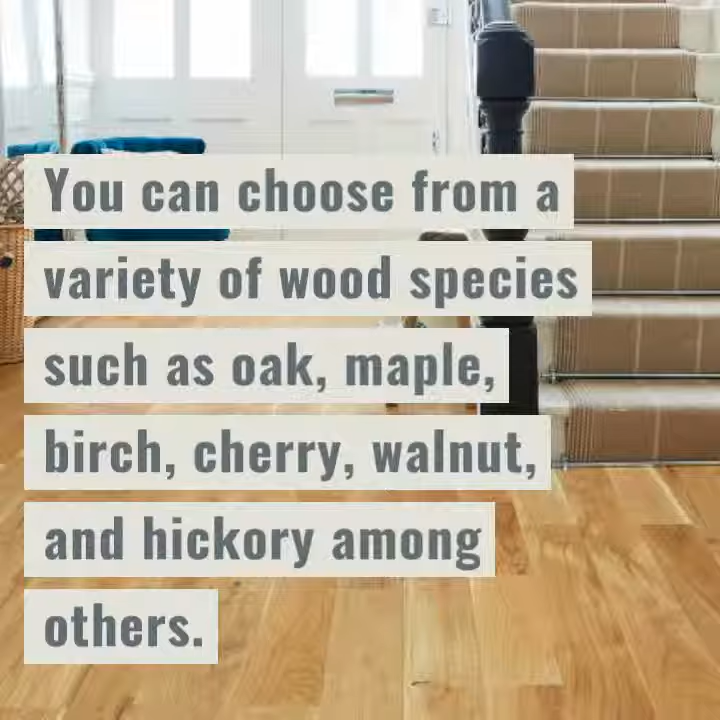 You can choose from a
variety of wood species
such as oak, maple,
birch, cherry, walnut,
and hickory among
others.